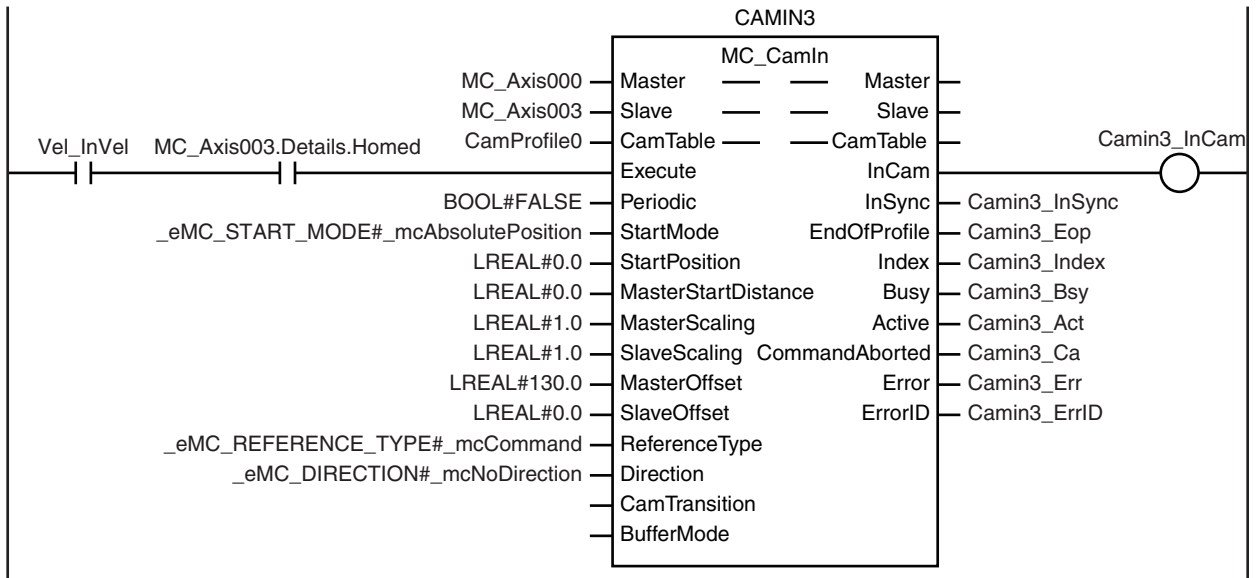 CAMIN3
MC_CamIn
MC_Axis000 Master Master
MC_Axis003 Slave Slave
CamProfile0 CamTable CamTable
Vel_InVel MC_Axis003.Details.Homed Execute InCam Camin3_InCam
BOOL#FALSE Periodic InSync Camin3_InSync
_eMC_START_MODE#_mcAbsolutePosition StartMode EndOfProfile Camin3_Eop
LREAL#0.0 StartPosition Index Camin3_Index
LREAL#0.0 MasterStartDistance Busy Camin3_Bsy
LREAL#1.0 MasterScaling Active Camin3_Act
LREAL#1.0 SlaveScaling CommandAborted Camin3_Ca
LREAL#130.0 MasterOffset Error Camin3_Err
LREAL#0.0 SlaveOffset ErrorID Camin3_ErrID
_eMC_REFERENCE_TYPE#_mcCommand ReferenceType
_eMC_DIRECTION#_mcNoDirection Direction
CamTransition
BufferMode